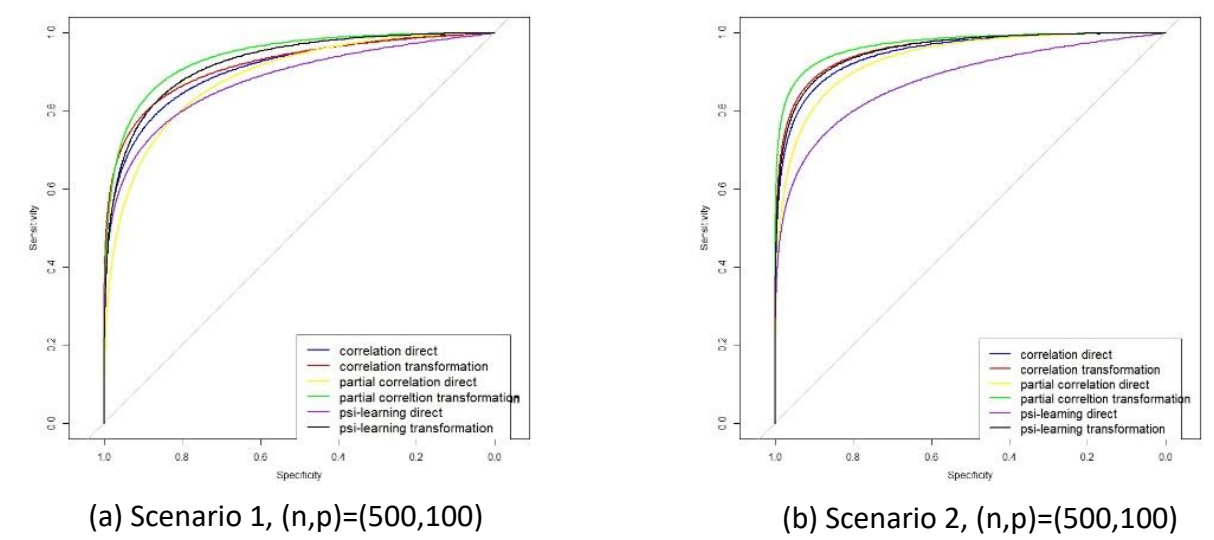 1.0
0.8
0.6
0.4
0.2
0.0
Sensitivity
correlation direct
correlation transformation
partial correlation direct
partial correltion transformation
psi-learning direct
psi-learning transformation
1.0 0.8 0.6 0.4 0.2 0.0
Specificity
(a) Scenario 1, (n,p)=(500,100)
1.0
0.8
0.6
0.4
0.2
0.0
Sensitivity
correlation direct
correlation transformation
partial correlation direct
partial correltion transformation
psi-learning direct
psi-learning transformation
1.0 0.8 0.6 0.4 0.2 0.0
Specificity
(b) Scenario 2, (n,p)=(500,100)